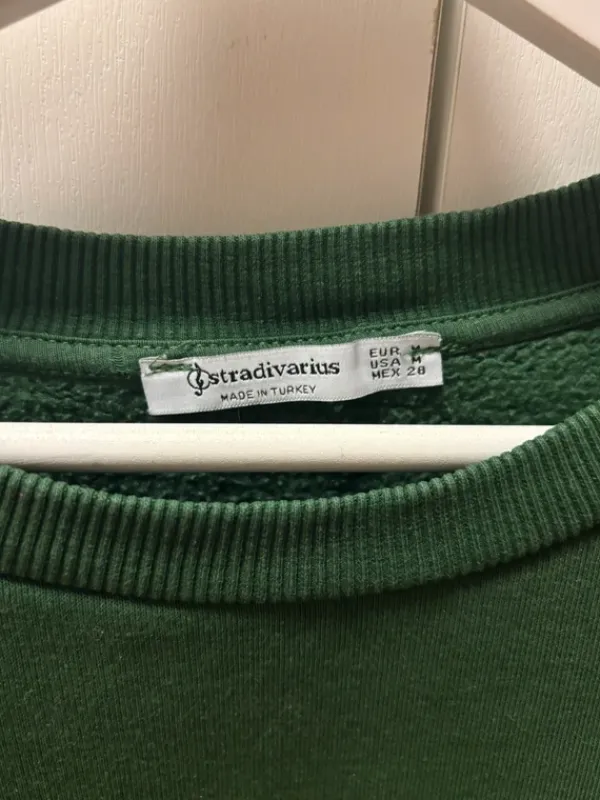 stradivarius
MADE IN TURKEY
EUR M
USA M
MEX 28